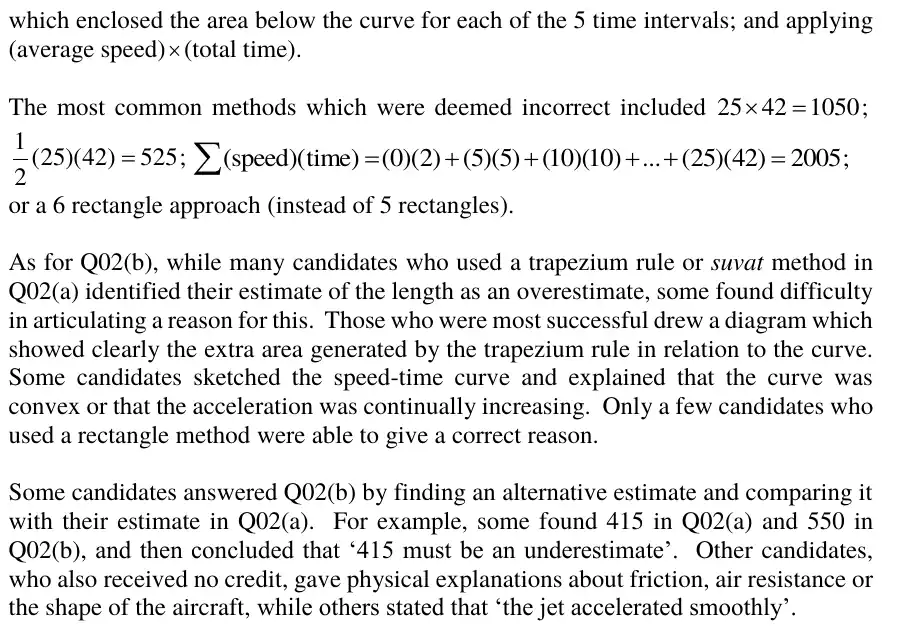 which enclosed the area below the curve for each of the 5 time intervals; and applying
(average speed)×(total time).
The most common methods which were deemed incorrect included 25×42=1050;
1/2(25)(42) = 525; ∑(speed)(time) =(0)(2)+(5)(5)+(10)(10)+...+(25)(42) = 2005;
or a 6 rectangle approach (instead of 5 rectangles).
As for Q02(b), while many candidates who used a trapezium rule or suvat method in
Q02(a) identified their estimate of the length as an overestimate, some found difficulty
in articulating a reason for this. Those who were most successful drew a diagram which
showed clearly the extra area generated by the trapezium rule in relation to the curve.
Some candidates sketched the speed-time curve and explained that the curve was
convex or that the acceleration was continually increasing. Only a few candidates who
used a rectangle method were able to give a correct reason.
Some candidates answered Q02(b) by finding an alternative estimate and comparing it
with their estimate in Q02(a). For example, some found 415 in Q02(a) and 550 in
Q02(b), and then concluded that ‘415 must be an underestimate’. Other candidates,
who also received no credit, gave physical explanations about friction, air resistance or
the shape of the aircraft, while others stated that ‘the jet accelerated smoothly’.